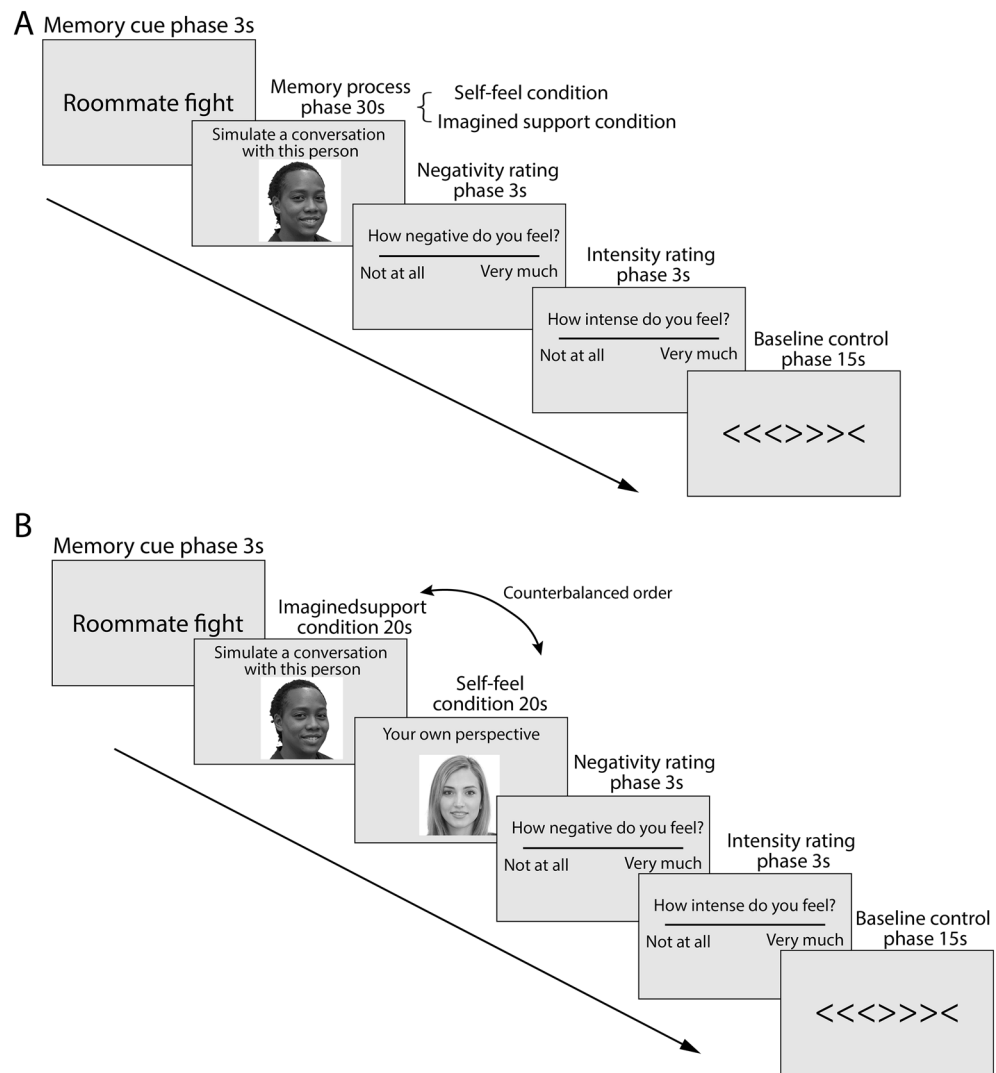 A
Memory cue phase 3s
Roommate fight
Memory process
phase 30s
Self-feel condition
Imagined support condition
Simulate a conversation
with this person
Negativity rating
phase 3s
How negative do you feel?
Not at all
Very much
Intensity rating
phase 3s
How intense do you feel?
Not at all
Very much
Baseline control
phase 15s
<<<>>><
B
Memory cue phase 3s
Roommate fight
Imaginedsupport
condition 20s
Counterbalanced order
Simulate a conversation
with this person
Self-feel
condition 20s
Your own perspective
Negativity rating
phase 3s
How negative do you feel?
Not at all
Very much
Intensity rating
phase 3s
How intense do you feel?
Not at all
Very much
Baseline control
phase 15s
<<<>>><